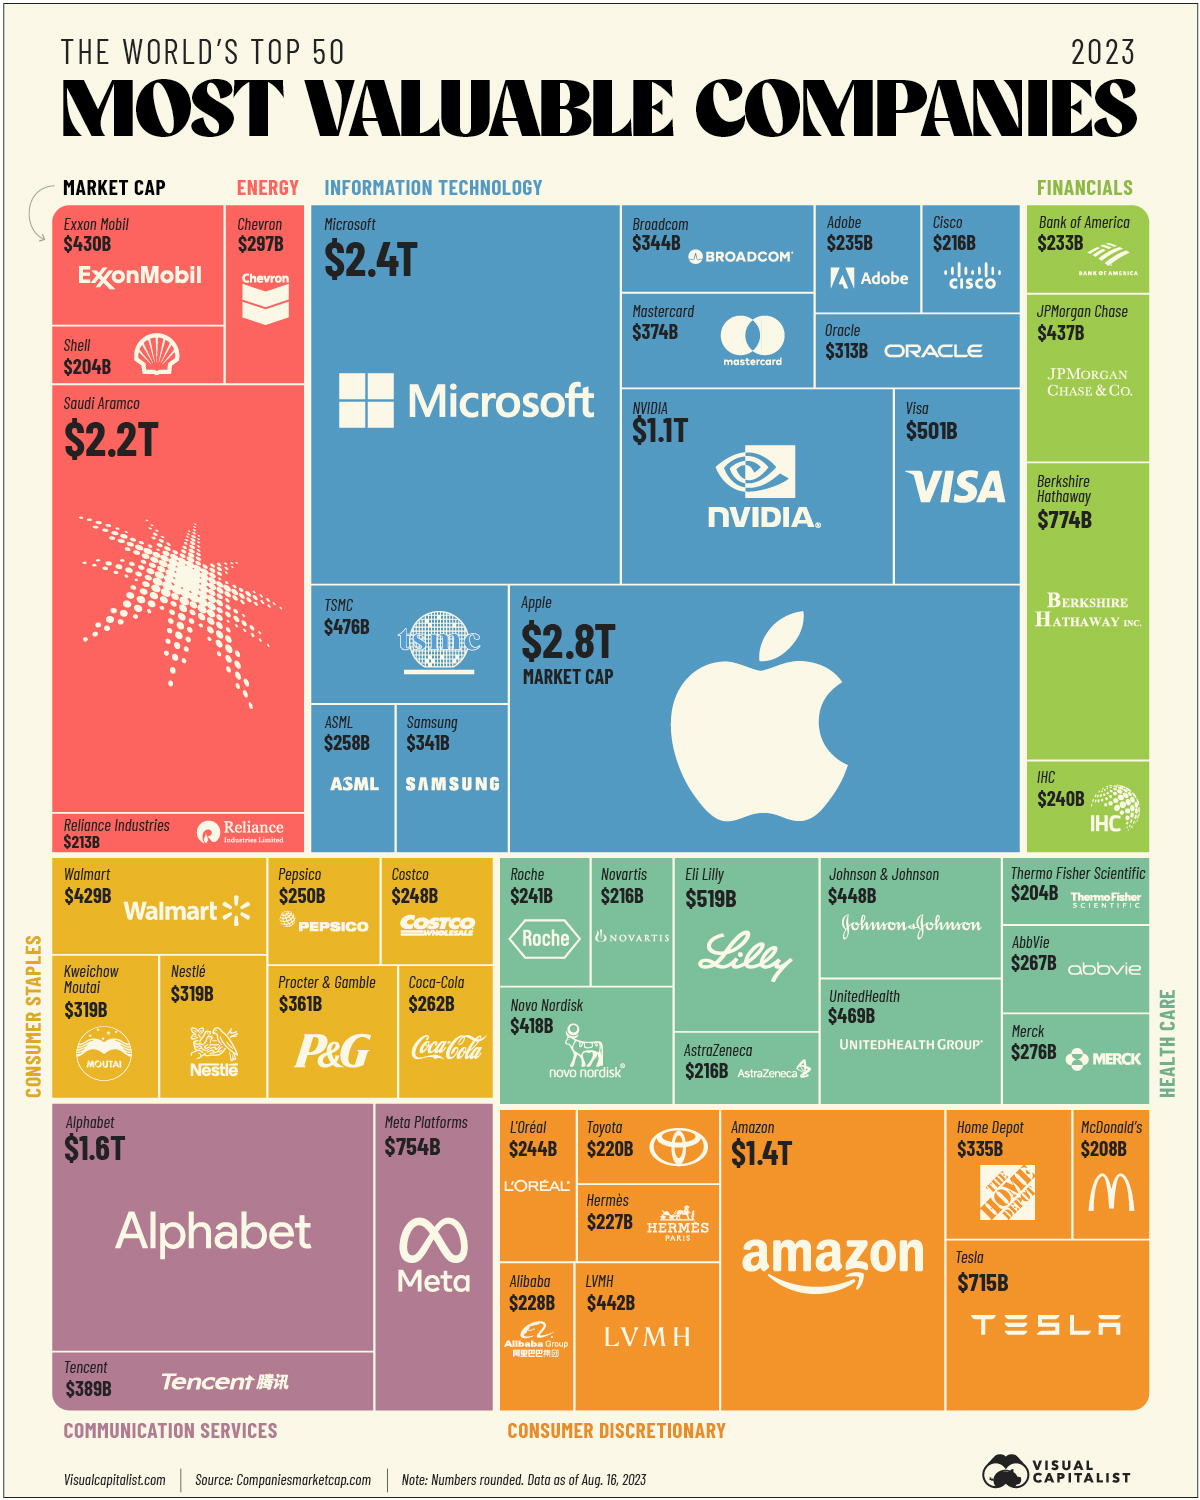 THE WORLD'S TOP 50
2023
MOST VALUABLE COMPANIES
MARKET CAP
ENERGY
INFORMATION TECHNOLOGY
FINANCIALS
Exxon Mobil
$430B
ExxonMobil
Chevron
$297B
Chevron
Shell
$204B
Saudi Aramco
$2.2T
Reliance Industries
$213B
Reliance
Industries Limited
Microsoft
$2.4T
Microsoft
Broadcom
$344B
BROADCOM
Adobe
$235B
Adobe
Cisco
$216B
CISCO
Mastercard
$374B
mastercard
Oracle
$313B
ORACLE
NVIDIA
$1.1T
NVIDIA.
Visa
$501B
VISA
TSMC
$476B
tsmc
Apple
$2.8T
MARKET CAP
ASML
$258B
ASML
Samsung
$341B
SAMSUNG
Bank of America
$233B
BANK OF AMERICA
JPMorgan Chase
$437B
JPMORGAN
CHASE & CO.
Berkshire
Hathaway
$774B
BERKSHIRE
HATHAWAY INC.
IHC
$240B
IHC
CONSUMER STAPLES
Walmart
$429B
Walmart
Pepsico
$250B
PEPSICO
Costco
$248B
COSTCO
WHOLESALE
Kweichow
Moutai
$319B
MOUTAI
Nestlé
$319B
Nestlé
Procter & Gamble
$361B
P&G
Coca-Cola
$262B
Coca-Cola
HEALTH CARE
Roche
$241B
Roche
Novartis
$216B
NOVARTIS
Eli Lilly
$519B
Lilly
Johnson & Johnson
$448B
Johnson & Johnson
Thermo Fisher Scientific
$204B
ThermoFisher
SCIENTIFIC
AbbVie
$267B
abbvie
Novo Nordisk
$418B
novo nordisk®
AstraZeneca
$216B
AstraZeneca
UnitedHealth
$469B
UNITEDHEALTH GROUP
Merck
$276B
MERCK
Alphabet
$1.6T
Alphabet
Meta Platforms
$754B
Meta
Tencent
$389B
Tencent 腾讯
COMMUNICATION SERVICES
L'Oréal
$244B
L'ORÉAL
Toyota
$220B
Hermès
$227B
HERMÈS
PARIS
Alibaba
$228B
Alibaba Group
阿里巴巴集团
LVMH
$442B
LVMH
Amazon
$1.4T
amazon
Home Depot
$335B
THE
HOME
DEPOT
McDonald's
$208B
Tesla
$715B
TESLA
CONSUMER DISCRETIONARY
Visualcapitalist.com
Source: Companiesmarketcap.com
Note: Numbers rounded. Data as of Aug. 16, 2023
VISUAL
CAPITALIST